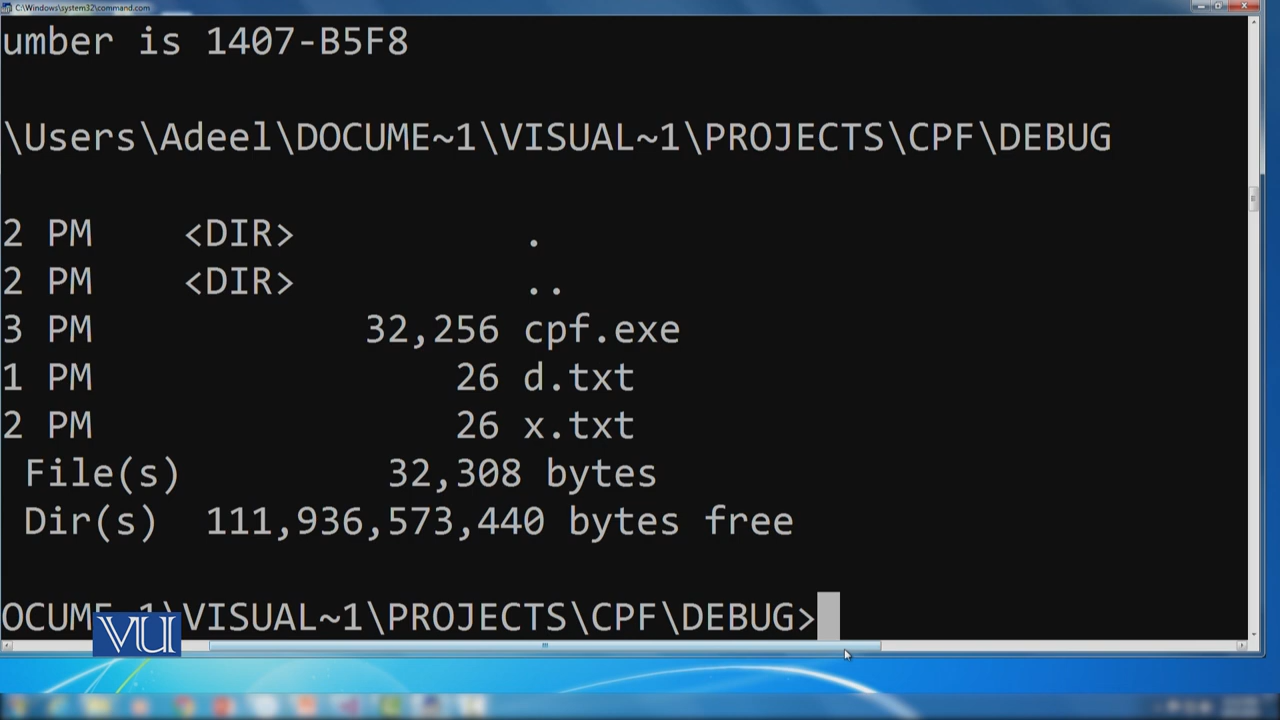 C:\Windows\system32\command.com
umber is 1407-B5F8
\Users\Adeel\DOCUME~1\VISUAL~1\PROJECTS\CPF\DEBUG
2 PM <DIR> .
2 PM <DIR> ..
3 PM 32,256 cpf.exe
1 PM 26 d.txt
2 PM 26 x.txt
File(s) 32,308 bytes
Dir(s) 111,936,573,440 bytes free
OCUME~1\VISUAL~1\PROJECTS\CPF\DEBUG>
VU